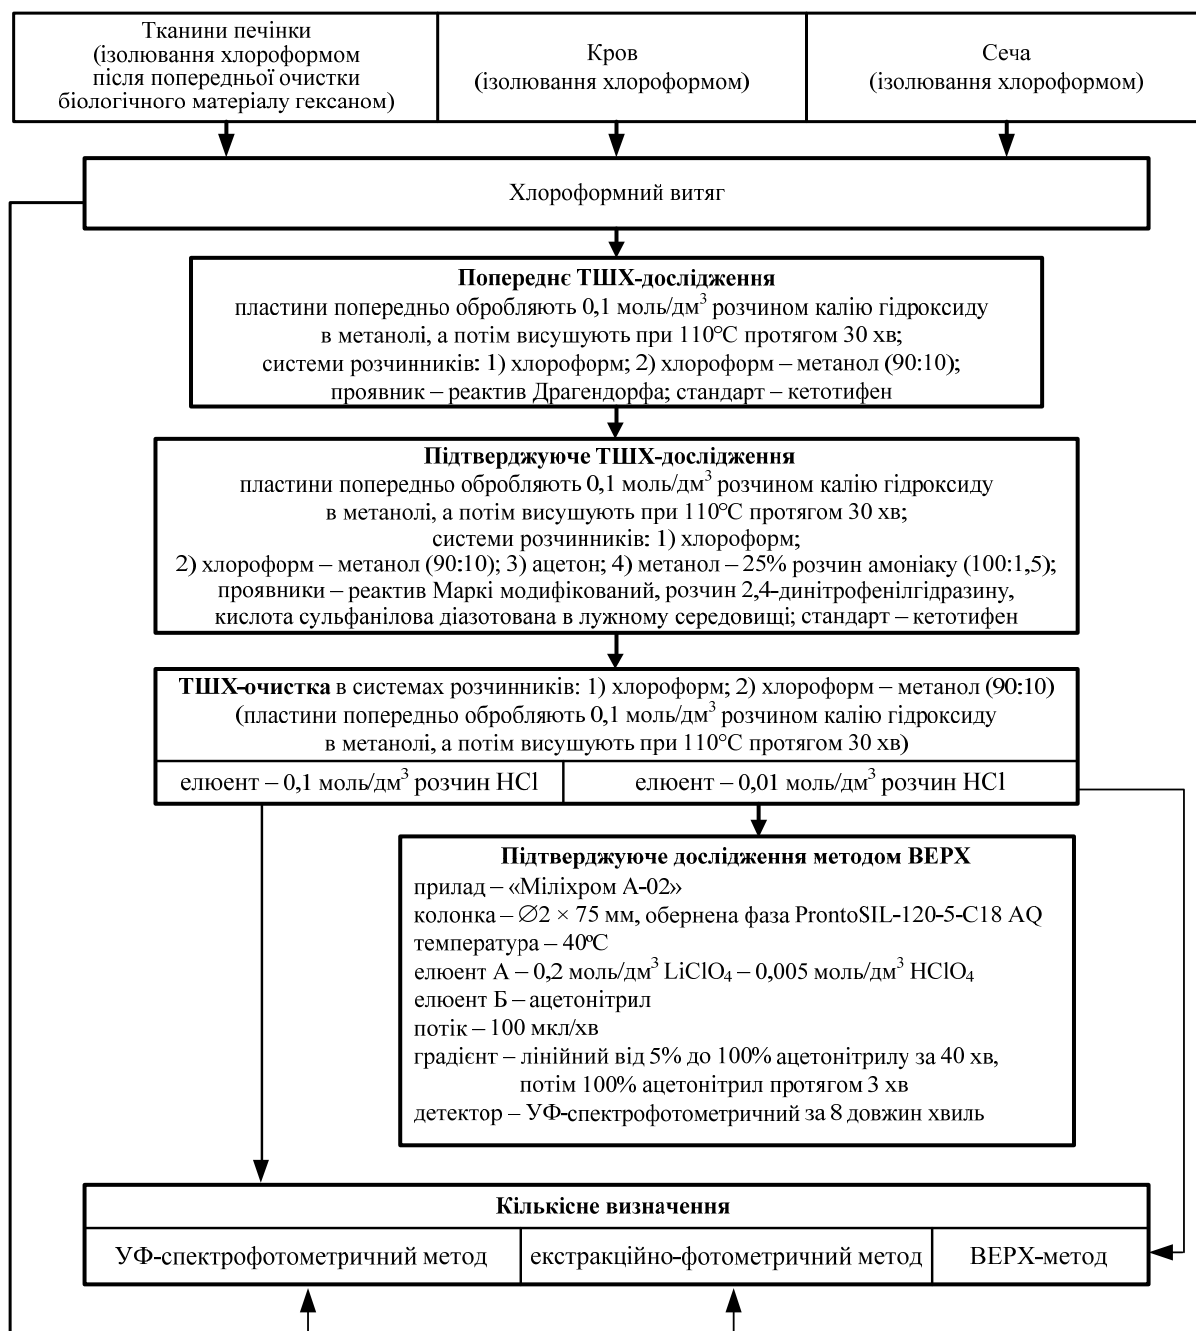 Тканини печінки
(ізолювання хлороформом
після попередньої очистки
біологічного матеріалу гексаном)
Кров
(ізолювання хлороформом)
Сеча
(ізолювання хлороформом)
Хлороформний витяг
Попереднє ТШХ-дослідження
пластини попередньо обробляють 0,1 моль/дм³ розчином калію гідроксиду
в метанолі, а потім висушують при 110°С протягом 30 хв;
системи розчинників: 1) хлороформ; 2) хлороформ – метанол (90:10);
проявник – реактив Драгендорфа; стандарт – кетотифен
Підтверджуюче ТШХ-дослідження
пластини попередньо обробляють 0,1 моль/дм³ розчином калію гідроксиду
в метанолі, а потім висушують при 110°С протягом 30 хв;
системи розчинників: 1) хлороформ;
2) хлороформ – метанол (90:10); 3) ацетон; 4) метанол – 25% розчин амоніаку (100:1,5);
проявники – реактив Маркі модифікований, розчин 2,4-динітрофенілгідразину,
кислота сульфанілова діазотована в лужному середовищі; стандарт – кетотифен
ТШХ-очистка в системах розчинників: 1) хлороформ; 2) хлороформ – метанол (90:10)
(пластини попередньо обробляють 0,1 моль/дм³ розчином калію гідроксиду
в метанолі, а потім висушують при 110°С протягом 30 хв)
елюент – 0,1 моль/дм³ розчин HCl
елюент – 0,01 моль/дм³ розчин HCl
Підтверджуюче дослідження методом ВЕРХ
прилад – «Міліхром А-02»
колонка – ∅2 × 75 мм, обернена фаза ProntoSIL-120-5-C18 AQ
температура – 40ºС
елюент А – 0,2 моль/дм³ LiClO₄ – 0,005 моль/дм³ HClO₄
елюент Б – ацетонітрил
потік – 100 мкл/хв
градієнт – лінійний від 5% до 100% ацетонітрилу за 40 хв,
потім 100% ацетонітрил протягом 3 хв
детектор – УФ-спектрофотометричний за 8 довжин хвиль
Кількісне визначення
УФ-спектрофотометричний метод
екстракційно-фотометричний метод
ВЕРХ-метод